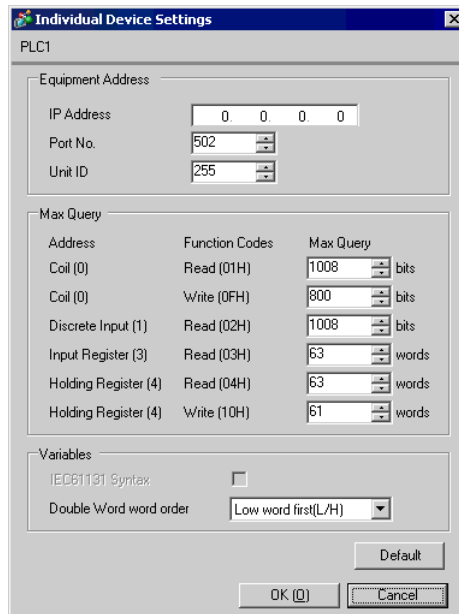 Individual Device Settings
PLC1
Equipment Address
IP Address 0. 0. 0. 0
Port No. 502
Unit ID 255
Max Query
Address Function Codes Max Query
Coil (0) Read (01H) 1008 bits
Coil (0) Write (0FH) 800 bits
Discrete Input (1) Read (02H) 1008 bits
Input Register (3) Read (03H) 63 words
Holding Register (4) Read (04H) 63 words
Holding Register (4) Write (10H) 61 words
Variables
IEC61131 Syntax
Double Word word order Low word first(L/H)
Default
OK (O) Cancel